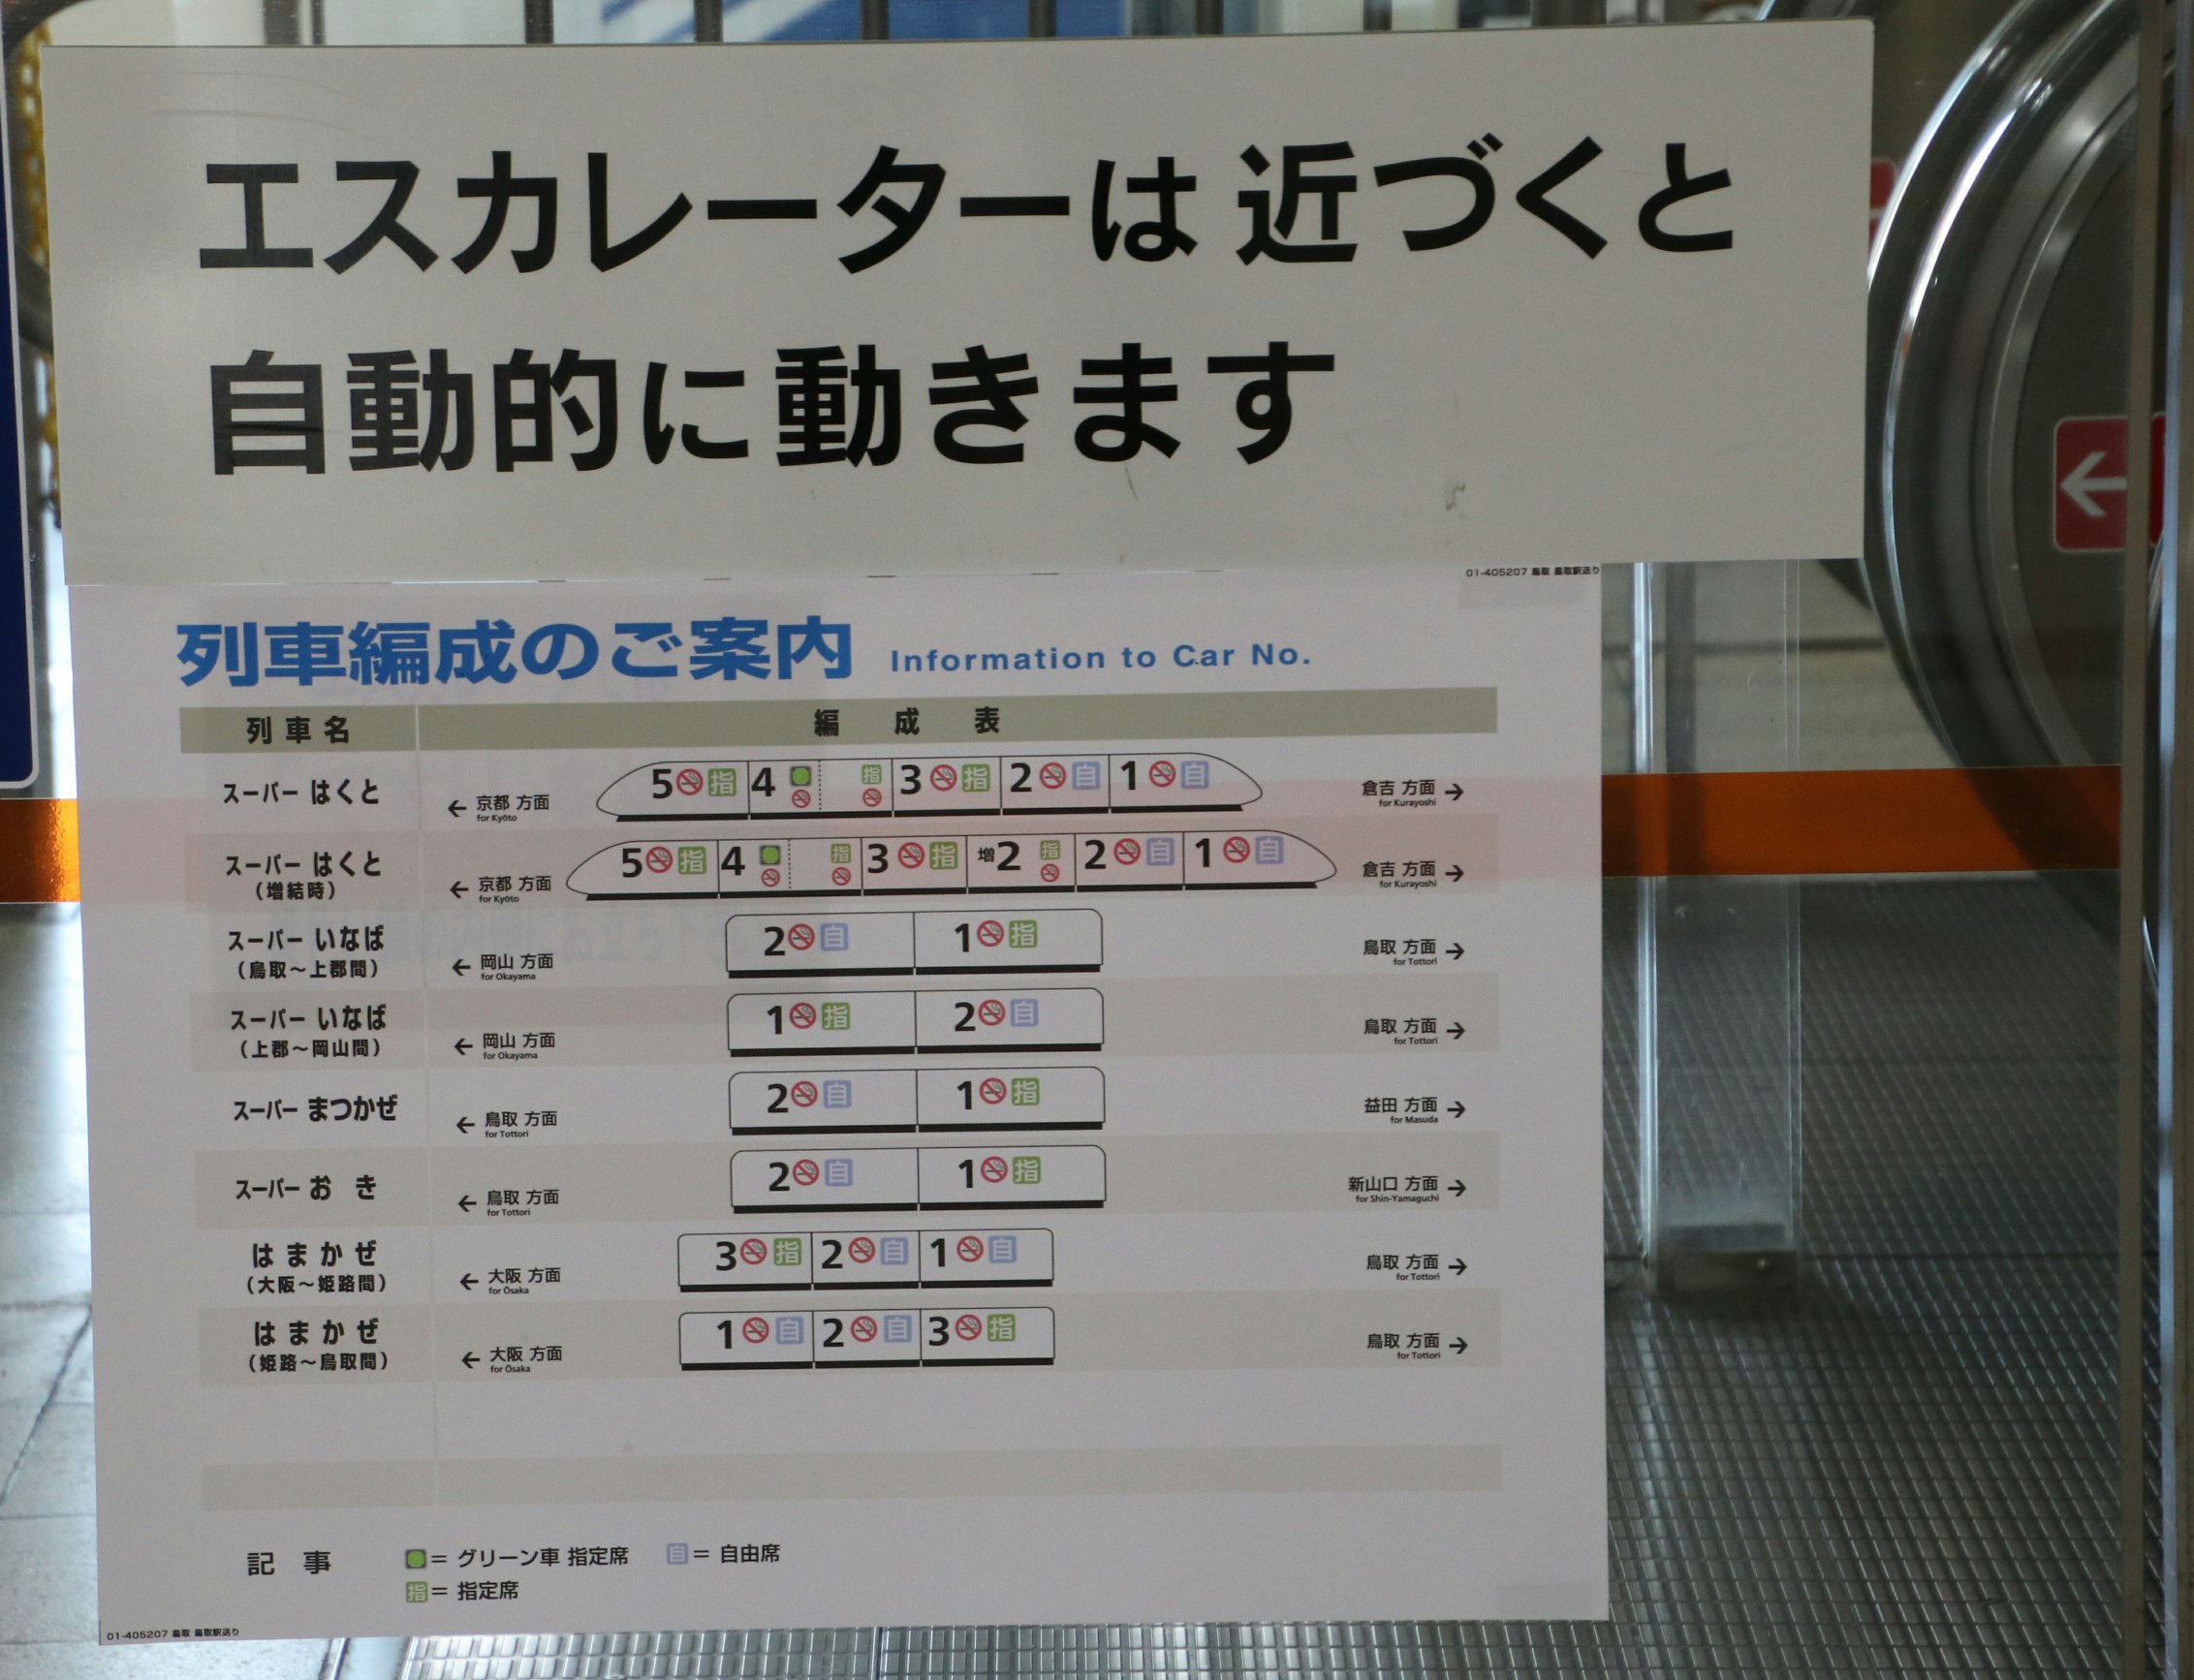 エスカレーターは 近づくと
自動的に動きます
01-405207 鳥取 鳥取駅送り
列車編成のご案内 Information to Car No.
列車名 編成表
スーパー はくと ← 京都 方面 for Kyōto 5 指 4 指 3 指 2 自 1 自 倉吉 方面 → for Kurayoshi
スーパー はくと (増結時) ← 京都 方面 for Kyōto 5 指 4 指 3 指 増2 指 2 自 1 自 倉吉 方面 → for Kurayoshi
スーパー いなば (鳥取～上郡間) ← 岡山 方面 for Okayama 2 自 1 指 鳥取 方面 → for Tottori
スーパー いなば (上郡～岡山間) ← 岡山 方面 for Okayama 1 指 2 自 鳥取 方面 → for Tottori
スーパー まつかぜ ← 鳥取 方面 for Tottori 2 自 1 指 益田 方面 → for Masuda
スーパー おき ← 鳥取 方面 for Tottori 2 自 1 指 新山口 方面 → for Shin-Yamaguchi
はまかぜ (大阪～姫路間) ← 大阪 方面 for Ōsaka 3 指 2 自 1 自 鳥取 方面 → for Tottori
はまかぜ (姫路～鳥取間) ← 大阪 方面 for Ōsaka 1 自 2 自 3 指 鳥取 方面 → for Tottori
記事 = グリーン車 指定席 自 = 自由席
指 = 指定席
01-405207 鳥取 鳥取駅送り